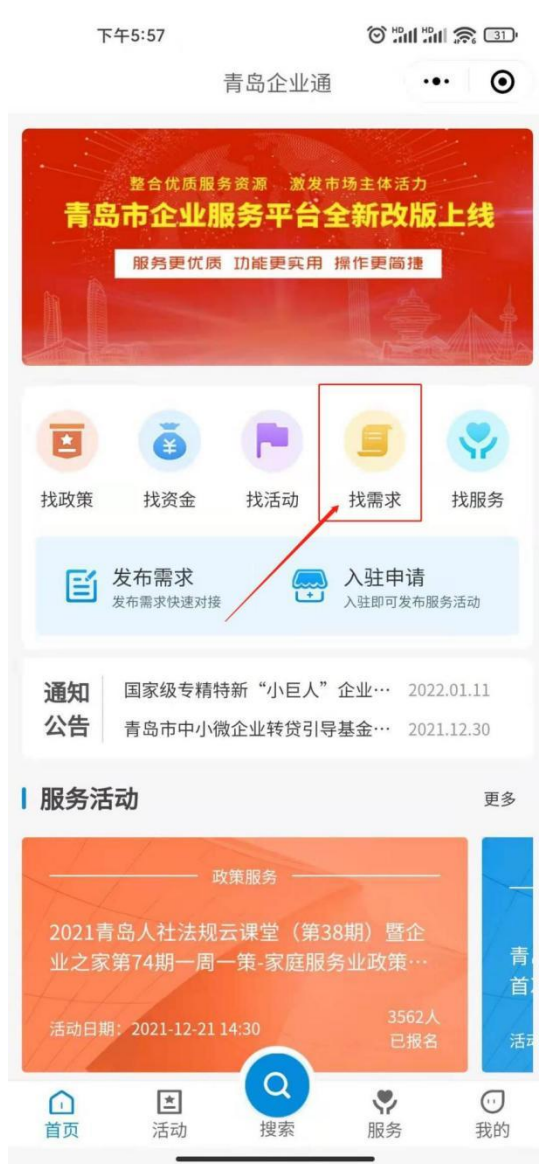 下午5:57
HD HD 6 31
青岛企业通
整合优质服务资源 激发市场主体活力
青岛市企业服务平台全新改版上线
服务更优质 功能更实用 操作更简捷
找政策 找资金 找活动 找需求 找服务
发布需求
发布需求快速对接
入驻申请
入驻即可发布服务活动
通知
公告
国家级专精特新“小巨人”企业… 2022.01.11
青岛市中小微企业转贷引导基金… 2021.12.30
服务活动
更多
政策服务
2021青岛人社法规云课堂（第38期）暨企
业之家第74期一周一策-家庭服务业政策…
活动日期：2021-12-21 14:30
3562人
已报名
青
首
活
首页 活动 搜索 服务 我的